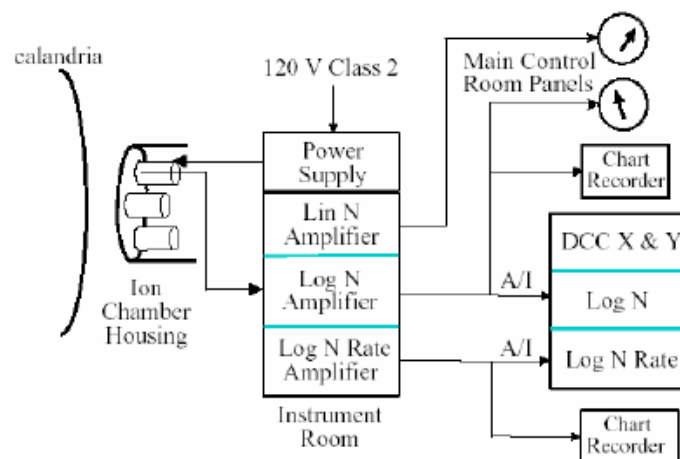 calandria
120 V Class 2
Main Control
Room Panels
Power
Supply
Chart
Recorder
Lin N
Amplifier
DCC X & Y
Ion
Chamber
Housing
Log N
Amplifier
A/I
Log N
Log N Rate
Amplifier
A/I
Log N Rate
Instrument
Room
Chart
Recorder